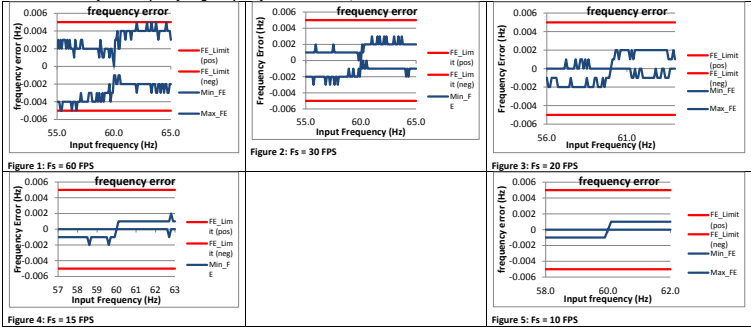 frequency error
0.006
0.004
0.002
0
-0.002
-0.004
-0.006
frequency error (Hz)
55.0 60.0 65.0
Input Frequency (Hz)
FE_Limit
(pos)
FE_Limit
(neg)
Min_FE
Max_FE
Figure 1: Fs = 60 FPS
frequency error
0.006
0.004
0.002
0.000
-0.002
-0.004
-0.006
Frequency Error (Hz)
55.0 60.0 65.0
Input Frequency (Hz)
FE_Lim
it (pos)
FE_Lim
it (neg)
Min_F
E
Figure 2: Fs = 30 FPS
frequency error
0.006
0.004
0.002
0
-0.002
-0.004
-0.006
Frequency Error (Hz)
56.0 61.0
Input Frequency (Hz)
FE_Limit
(pos)
FE_Limit
(neg)
Min_FE
Max_FE
Figure 3: Fs = 20 FPS
frequency error
0.006
0.004
0.002
0
-0.002
-0.004
-0.006
Frequency Error (Hz)
57 58 59 60 61 62 63
Input Frequency (Hz)
FE_Lim
it (pos)
FE_Lim
it (neg)
Min_F
E
Figure 4: Fs = 15 FPS
frequency error
0.006
0.004
0.002
0
-0.002
-0.004
-0.006
Frequency Error (Hz)
58.0 60.0 62.0
Input frequency (Hz)
FE_Limit
(pos)
FE_Limit
(neg)
Min_FE
Max_FE
Figure 5: Fs = 10 FPS